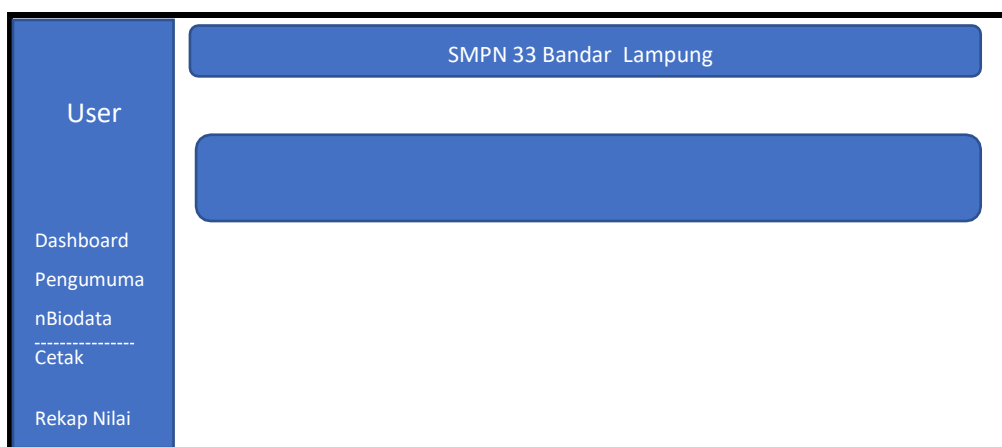 SMPN 33 Bandar Lampung
User
Dashboard
Pengumuma
nBiodata
----------------
Cetak
Rekap Nilai